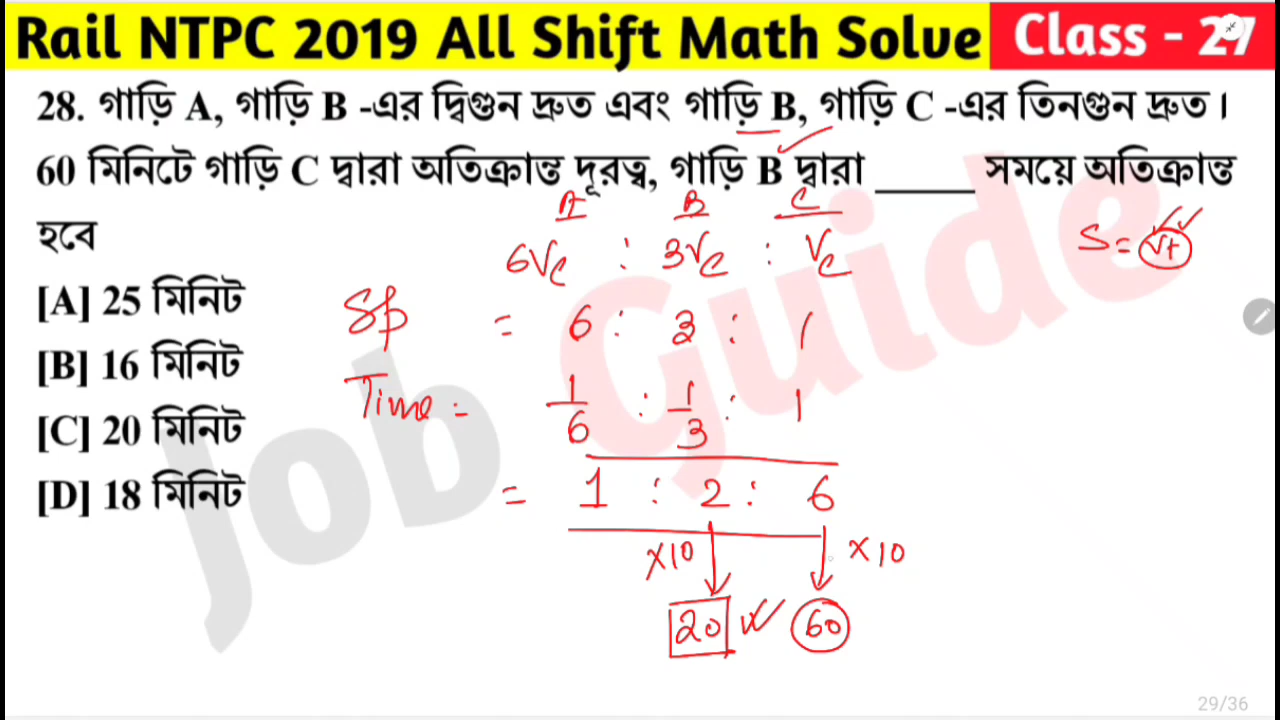 Rail NTPC 2019 All Shift Math Solve Class - 27
28. গাড়ি A, গাড়ি B -এর দ্বিগুন দ্রুত এবং গাড়ি B, গাড়ি C -এর তিনগুন দ্রুত।
60 মিনিটে গাড়ি C দ্বারা অতিক্রান্ত দূরত্ব, গাড়ি B দ্বারা ______ সময়ে অতিক্রান্ত
হবে
A B C
6Vc : 3Vc : Vc
S = Vt
[A] 25 মিনিট
Sp = 6 : 3 : 1
[B] 16 মিনিট
Time = 1/6 : 1/3 : 1
[C] 20 মিনিট
[D] 18 মিনিট
= 1 : 2 : 6
×10 ×10
20 60
Job Guide
29/36